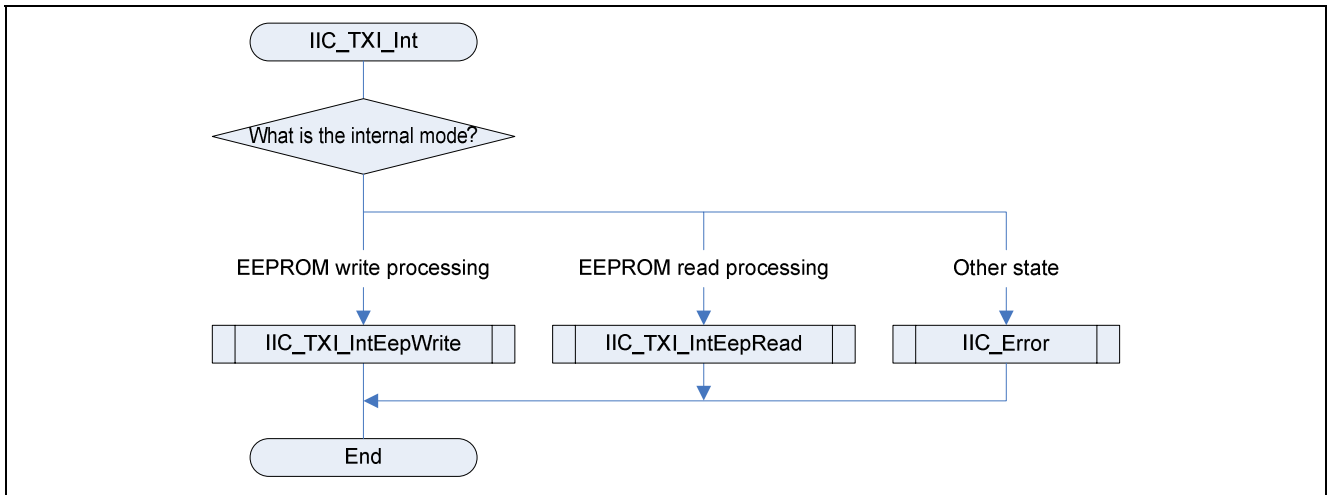 IIC_TXI_Int
What is the internal mode?
EEPROM write processing
EEPROM read processing
Other state
IIC_TXI_IntEepWrite
IIC_TXI_IntEepRead
IIC_Error
End